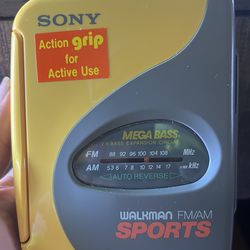 SONY
Action grip
for
Active Use
MEGA BASS
FM 88 92 96 100 104 108 MHz
AM 53 6 7 8 10 12 14 17 kHz
AUTO REVERSE
WALKMAN FM/AM
SPORTS